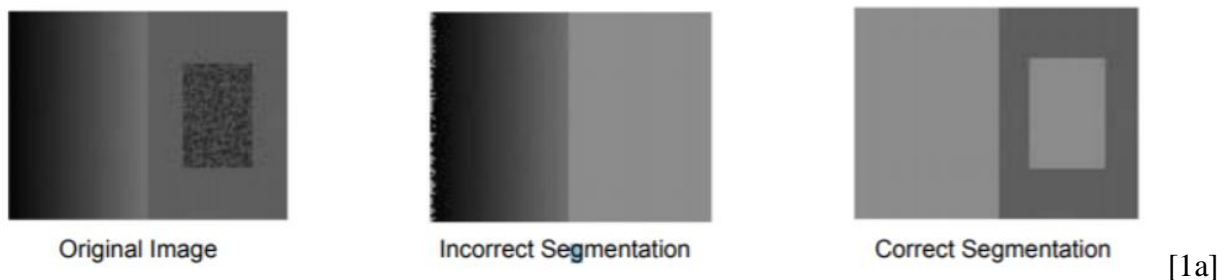 Original Image
Incorrect Segmentation
Correct Segmentation
[1a]